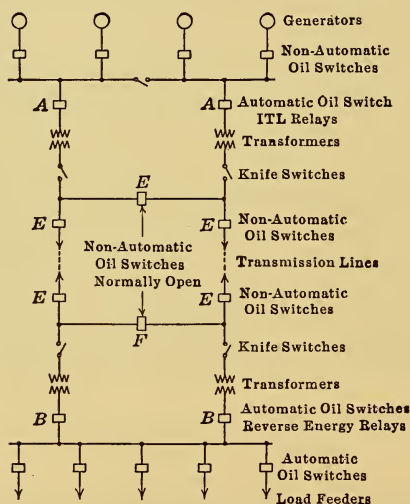 Generators
Non-Automatic
Oil Switches
A
A
Automatic Oil Switch
ITL Relays
Transformers
Knife Switches
E
E
E
Non-Automatic
Oil Switches
Non-Automatic
Oil Switches
Normally Open
Transmission Lines
E
E
Non-Automatic
Oil Switches
F
Knife Switches
Transformers
B
B
Automatic Oil Switches
Reverse Energy Relays
Automatic
Oil Switches
Load Feeders